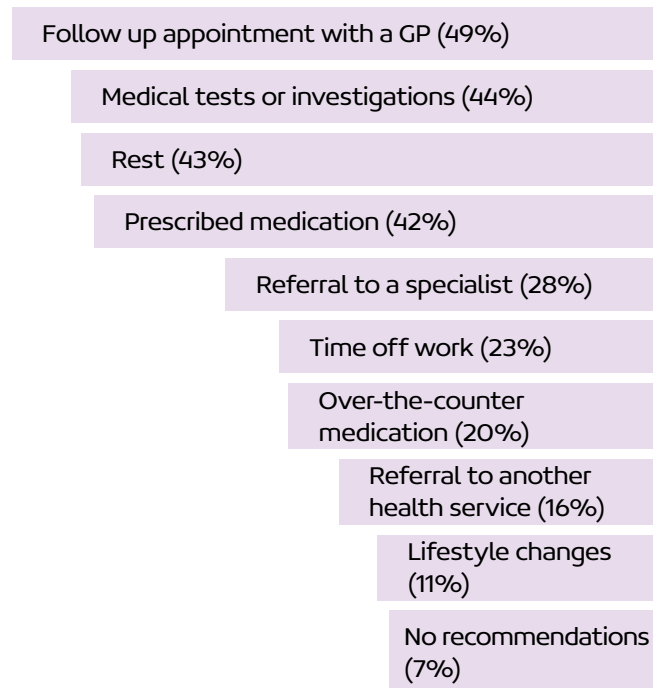 Follow up appointment with a GP (49%)
Medical tests or investigations (44%)
Rest (43%)
Prescribed medication (42%)
Referral to a specialist (28%)
Time off work (23%)
Over-the-counter
medication (20%)
Referral to another
health service (16%)
Lifestyle changes
(11%)
No recommendations
(7%)